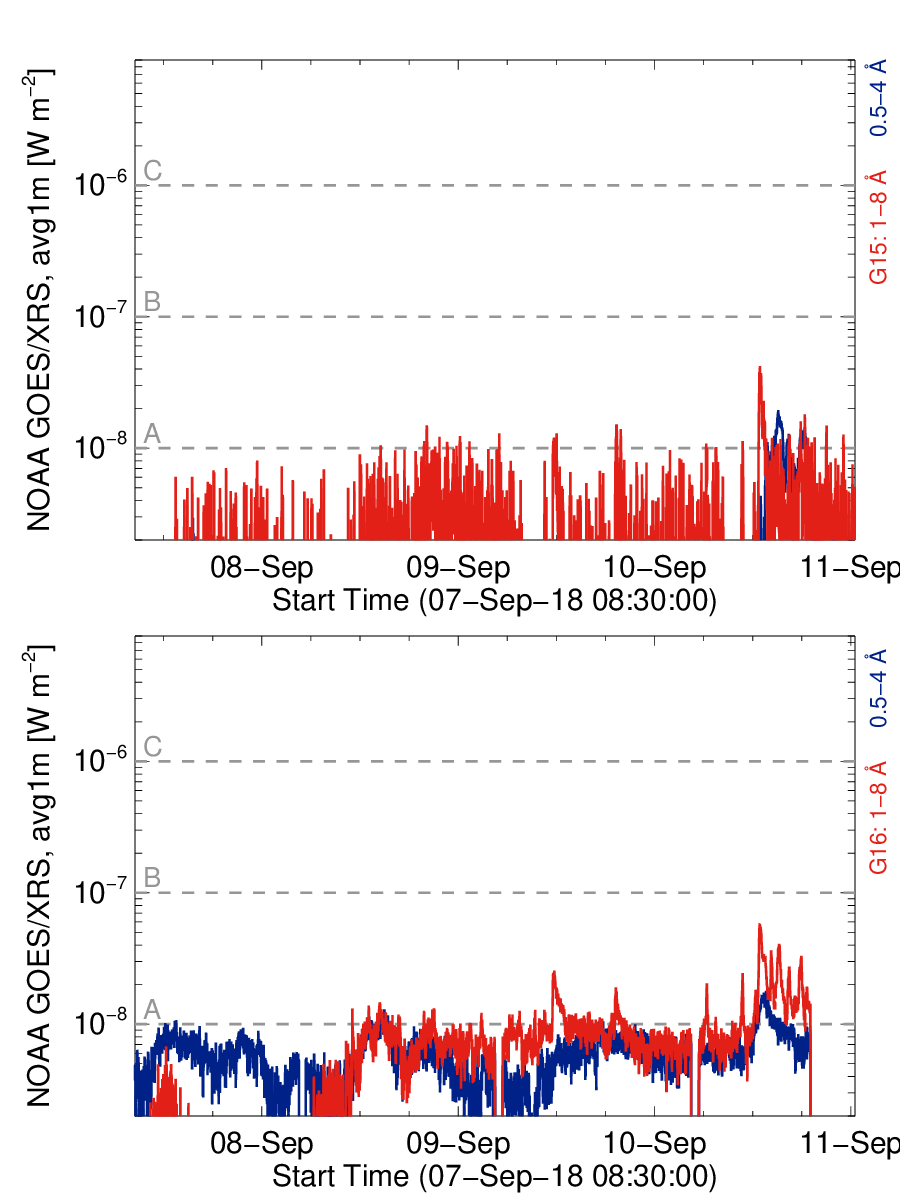 NOAA GOES/XRS, avg1m [W m−2]
10−6
10−7
10−8
C
B
A
0.5−4 Å
G15: 1−8 Å
08−Sep
09−Sep
10−Sep
11−Sep
Start Time (07−Sep−18 08:30:00)
NOAA GOES/XRS, avg1m [W m−2]
10−6
10−7
10−8
C
B
A
0.5−4 Å
G16: 1−8 Å
08−Sep
09−Sep
10−Sep
11−Sep
Start Time (07−Sep−18 08:30:00)